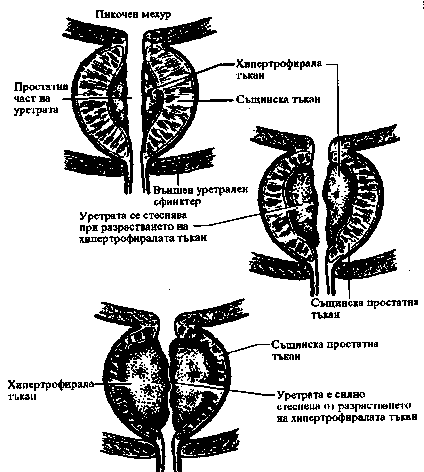 Пикочен мехур
Простатна
част на
уретрата
Хипертрофирала
тъкан
Същинска тъкан
Външен уретрален
сфинктер
Уретрата се стеснява
при разрастването на
хипертрофиралата тъкан
Същинска простатна
тъкан
Същинска простатна
тъкан
Хипертрофирала
тъкан
Уретрата е силно
стеснена от разрастването
на хипертрофиралата тъкан